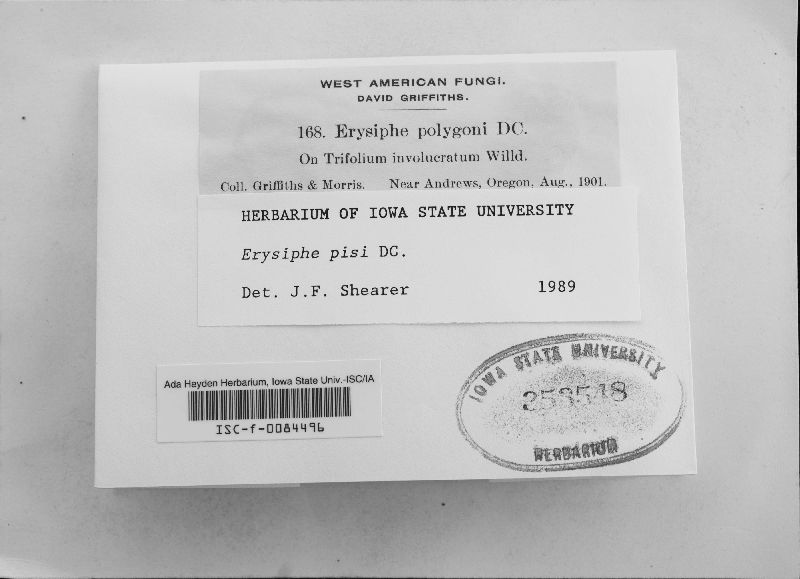 WEST AMERICAN FUNGI.
DAVID GRIFFITHS.
168. Erysiphe polygoni DC.
On Trifolium involucratum Willd.
Coll. Griffiths & Morris. Near Andrews, Oregon, Aug., 1901.
HERBARIUM OF IOWA STATE UNIVERSITY
Erysiphe pisi DC.
Det. J.F. Shearer 1989
Ada Hayden Herbarium, Iowa State Univ.-ISC/IA
ISC-f-0084496
IOWA STATE UNIVERSITY
HERBARIUM